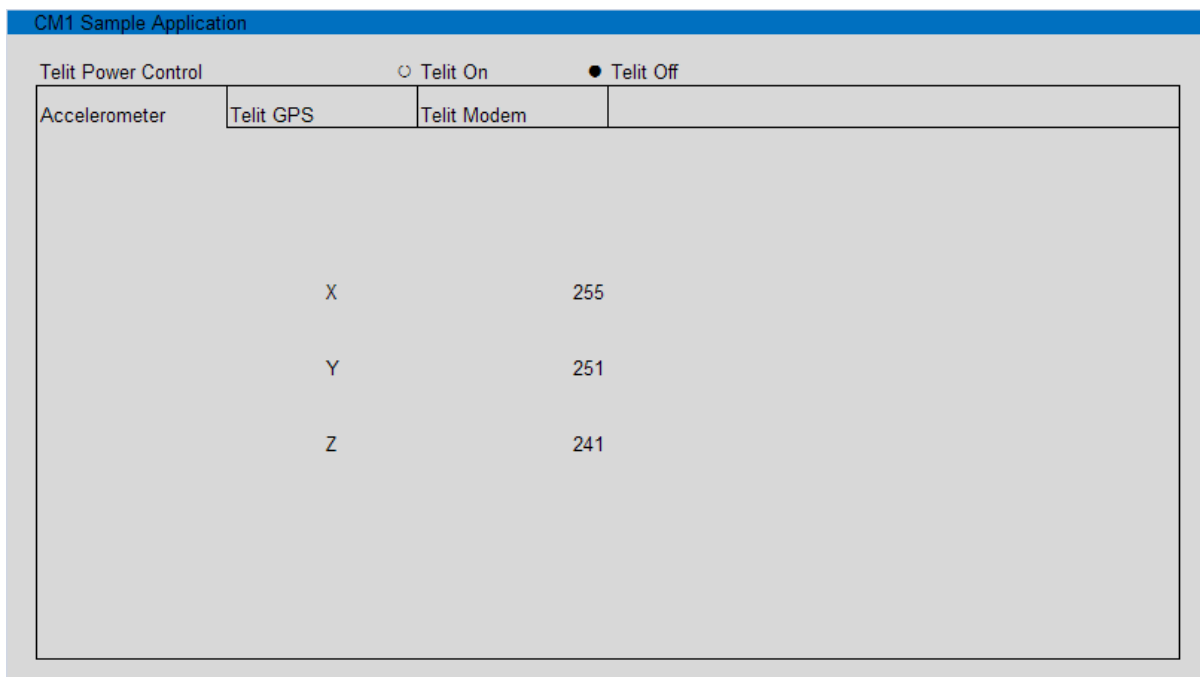 CM1 Sample Application
Telit Power Control Telit On Telit Off
Accelerometer Telit GPS Telit Modem
X 255
Y 251
Z 241